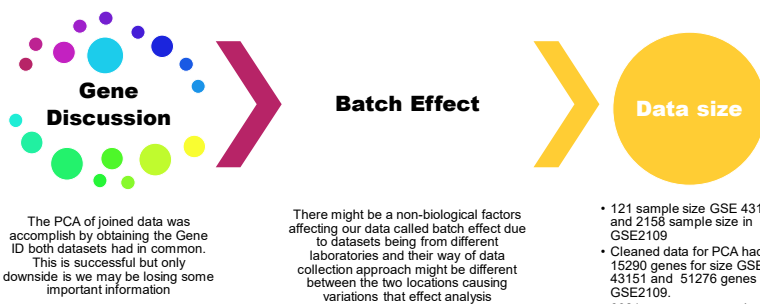 Gene
Discussion
Batch Effect
Data size
The PCA of joined data was
accomplish by obtaining the Gene
ID both datasets had in common.
This is successful but only
downside is we may be losing some
important information
There might be a non-biological factors
affecting our data called batch effect due
to datasets being from different
laboratories and their way of data
collection approach might be different
between the two locations causing
variations that effect analysis
• 121 sample size GSE
and 2158 sample size in
GSE2109
• Cleaned data for PCA had
15290 genes for size
43151 and 51276 genes
GSE2109.